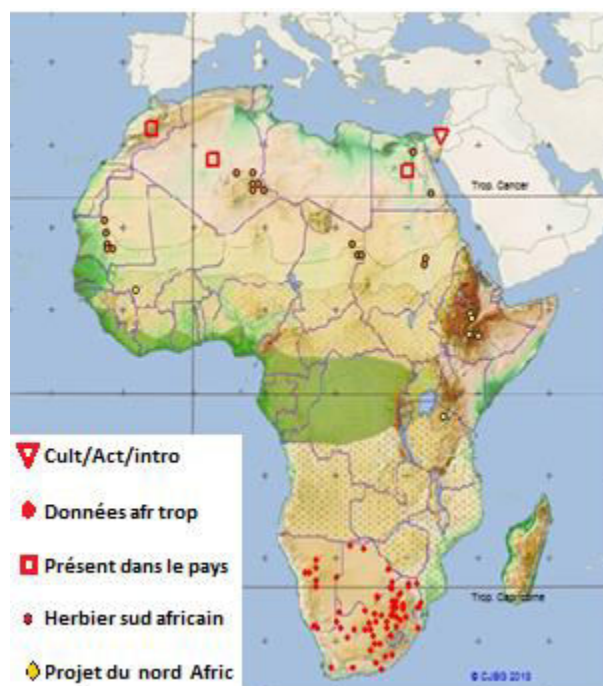 Trop. Cancer
Cult/Act/intro
Données afr trop
Présent dans le pays
Herbier sud africain
Projet du nord Afric
Trop. Capricorne
© CJBG 2018